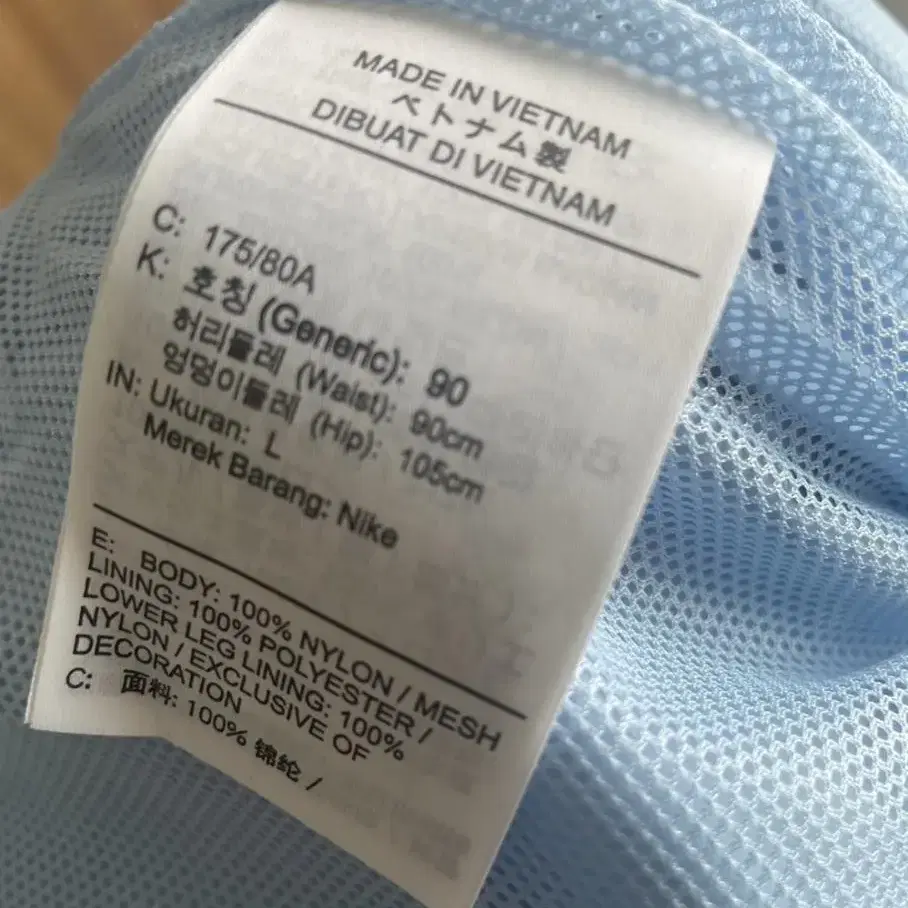 MADE IN VIETNAM
ベトナム製
DIBUAT DI VIETNAM
C: 175/80A
K: 호칭 (Generic): 90
허리둘레 (Waist): 90cm
엉덩이둘레 (Hip): 105cm
IN: Ukuran: L
Merek Barang: Nike
E: BODY: 100% NYLON / MESH
LINING: 100% POLYESTER /
LOWER LEG LINING: 100%
NYLON / EXCLUSIVE OF
DECORATION
C: 面料: 100% 锦纶 /